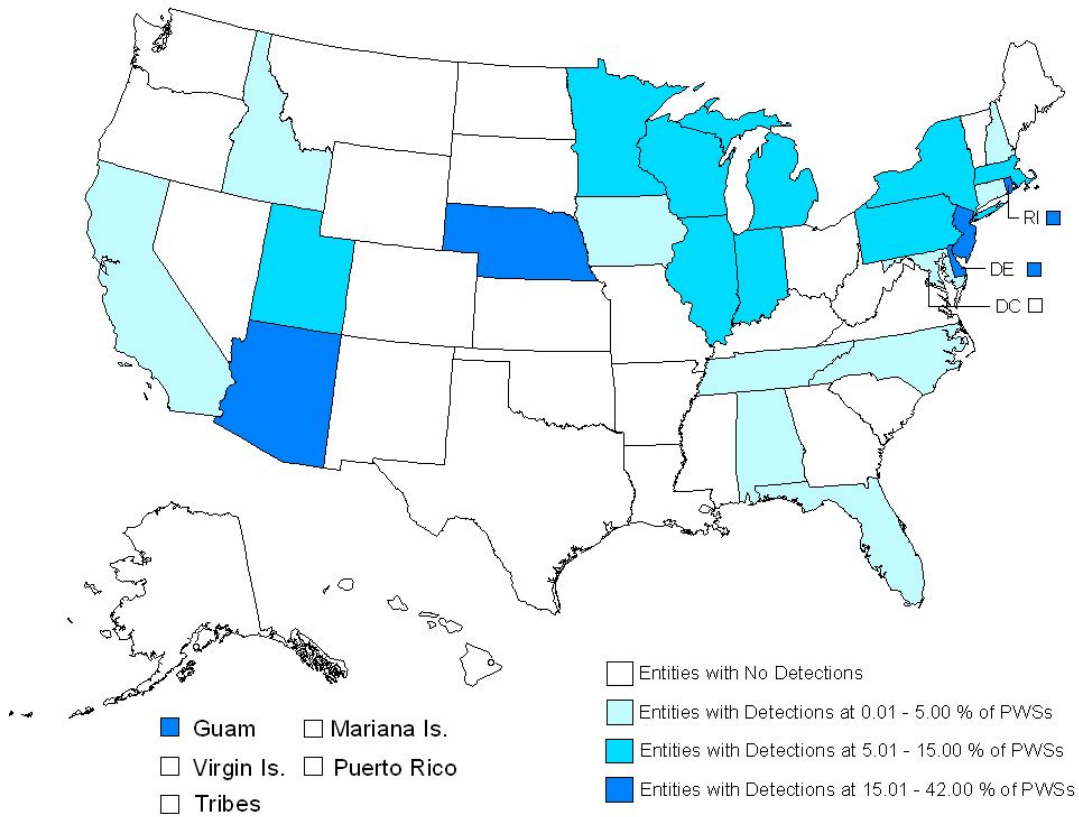 RI
DE
DC
Entities with No Detections
Entities with Detections at 0.01 - 5.00 % of PWSs
Entities with Detections at 5.01 - 15.00 % of PWSs
Entities with Detections at 15.01 - 42.00 % of PWSs
Guam
Mariana Is.
Virgin Is.
Puerto Rico
Tribes